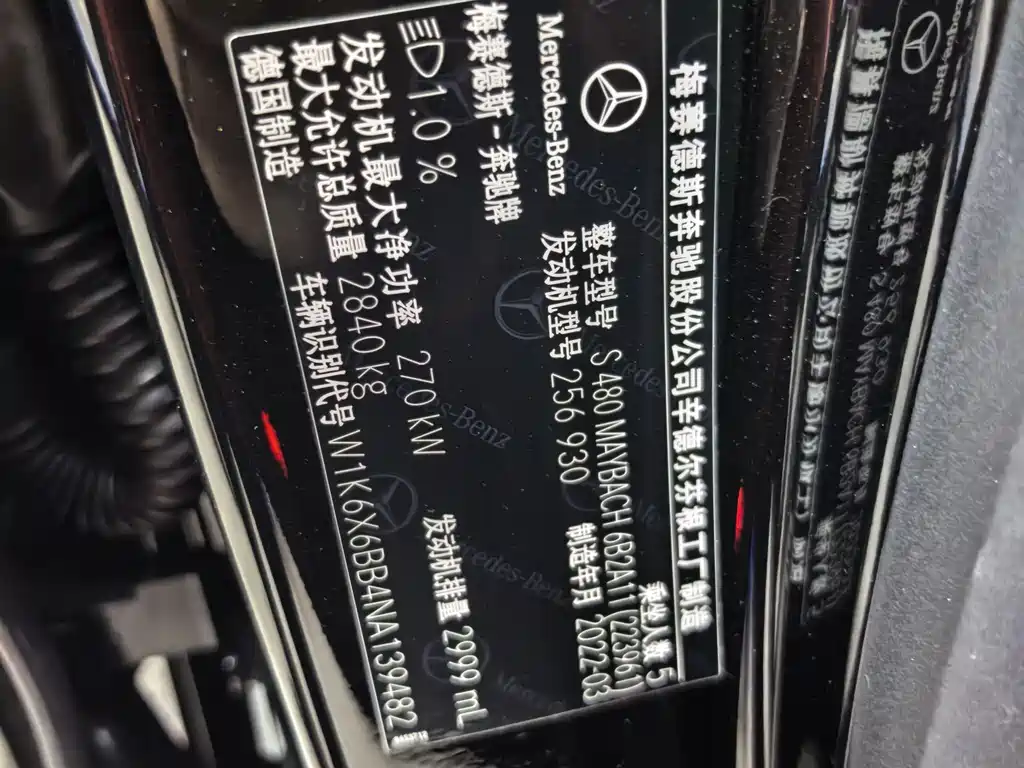 梅赛德斯奔驰股份公司辛德尔芬根工厂 制造
Mercedes-Benz
整车型号 S 480 MAYBACH 6B2A11 (223961)
乘坐人数 5
发动机型号 256 930
制造年月 2022.03
梅赛德斯-奔驰牌
1.0 %
发动机最大净功率 270 kW
发动机排量 2999 mL
最大允许总质量 2840 kg
德国制造
车辆识别代号 W1K6X6BB4NA139482